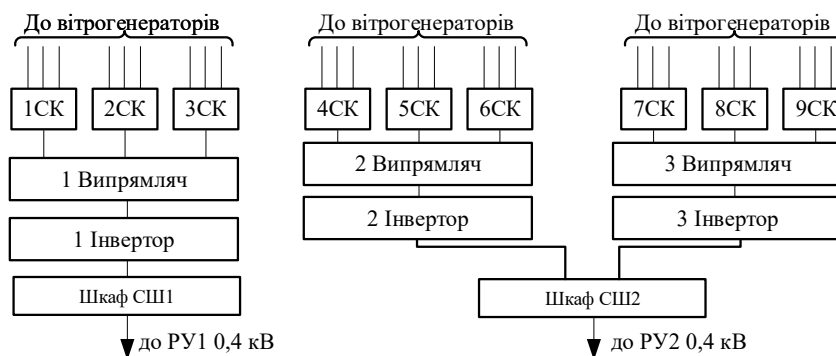 До вітрогенераторів
До вітрогенераторів
До вітрогенераторів
1СК
2СК
3СК
4СК
5СК
6СК
7СК
8СК
9СК
1 Випрямляч
2 Випрямляч
3 Випрямляч
1 Інвертор
2 Інвертор
3 Інвертор
Шкаф СШ1
Шкаф СШ2
до РУ1 0,4 кВ
до РУ2 0,4 кВ